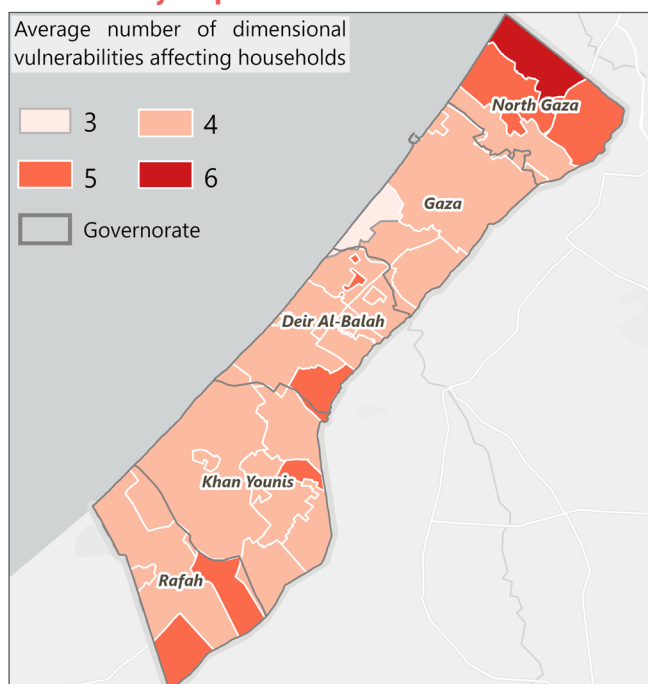 Average number of dimensional
vulnerabilities affecting households
3 4
5 6
Governorate
North Gaza
Gaza
Deir Al-Balah
Khan Younis
Rafah